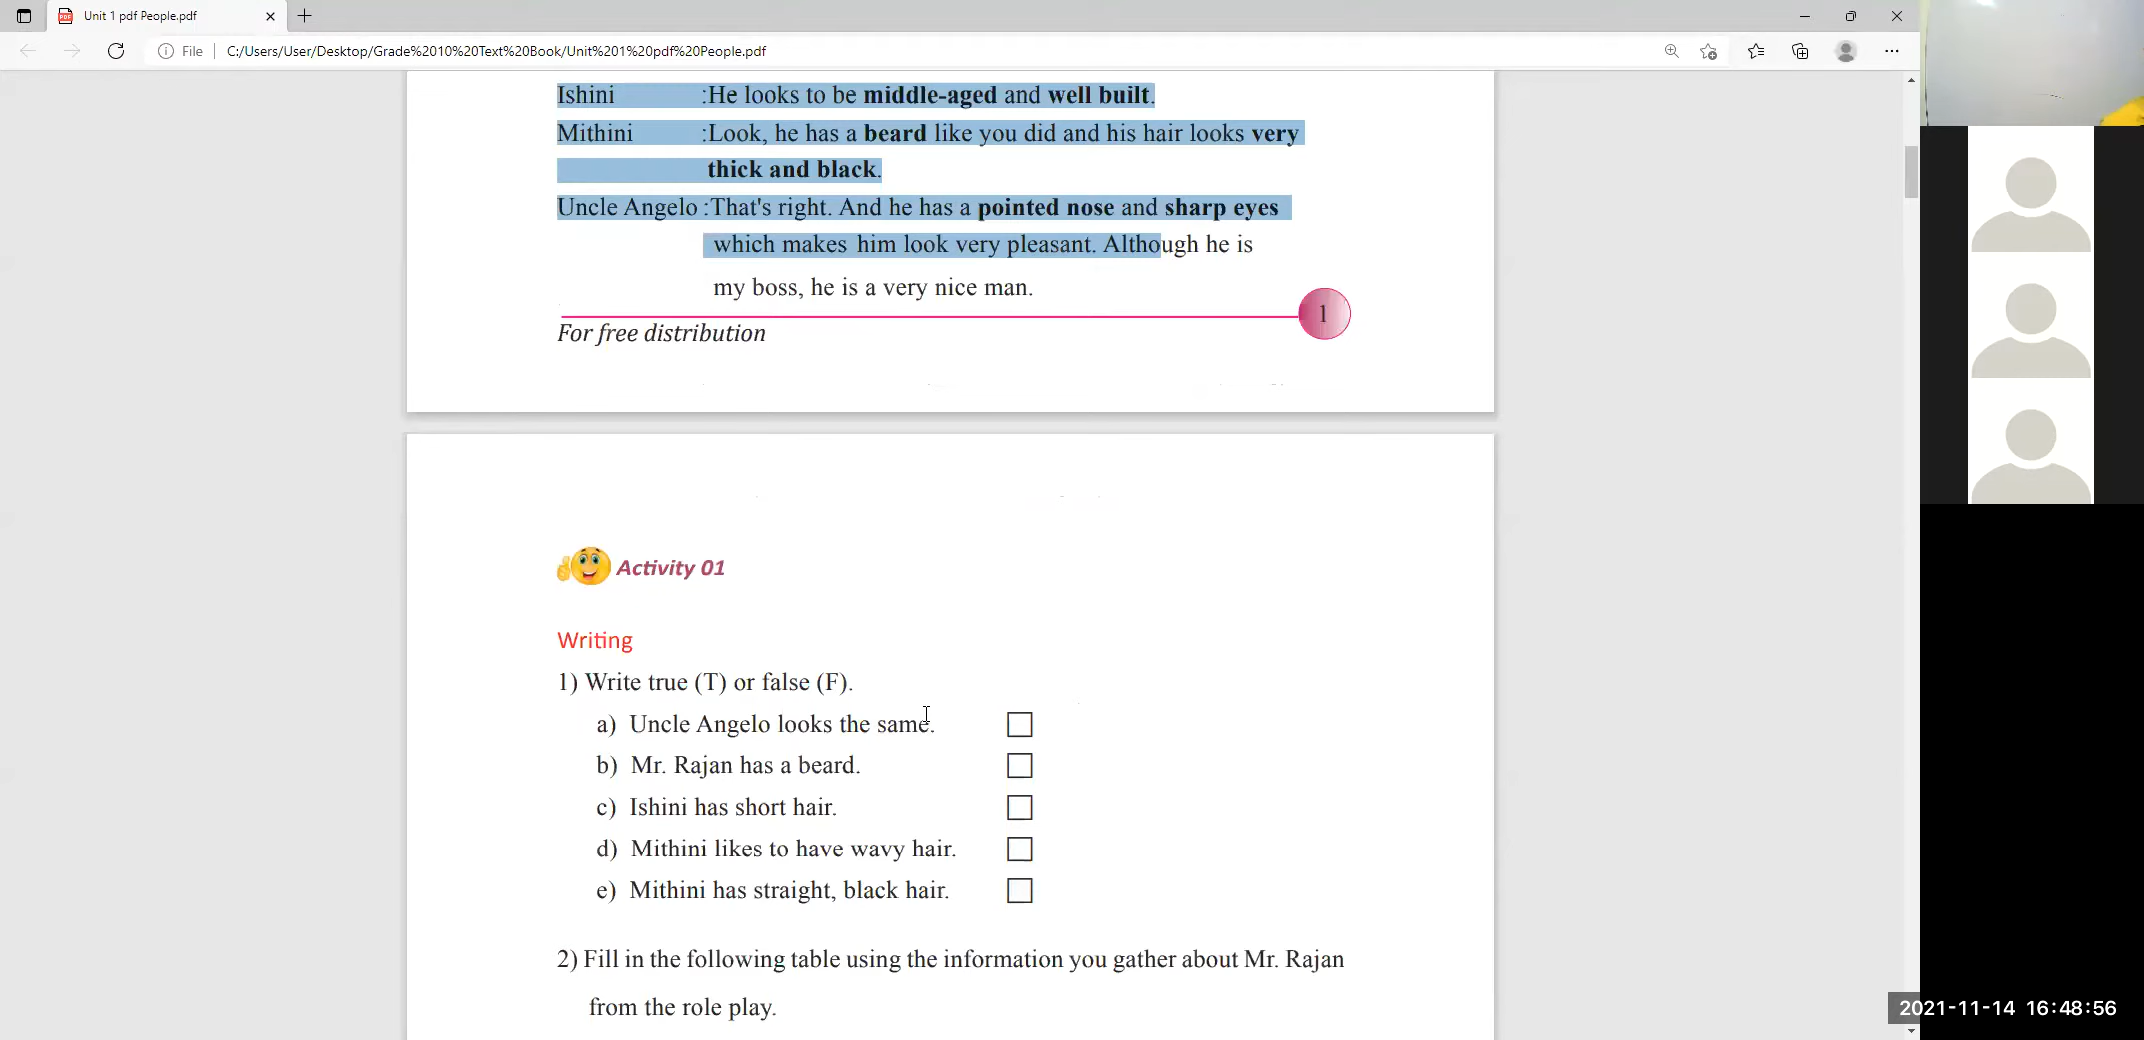 Unit 1 pdf People.pdf
File C:/Users/User/Desktop/Grade%2010%20Text%20Book/Unit%201%20pdf%20People.pdf
Ishini :He looks to be middle-aged and well built.
Mithini :Look, he has a beard like you did and his hair looks very
thick and black.
Uncle Angelo :That's right. And he has a pointed nose and sharp eyes
which makes him look very pleasant. Although he is
my boss, he is a very nice man.
1
For free distribution
Activity 01
Writing
1) Write true (T) or false (F).
a) Uncle Angelo looks the same.
b) Mr. Rajan has a beard.
c) Ishini has short hair.
d) Mithini likes to have wavy hair.
e) Mithini has straight, black hair.
2) Fill in the following table using the information you gather about Mr. Rajan
from the role play.
2021-11-14 16:48:56